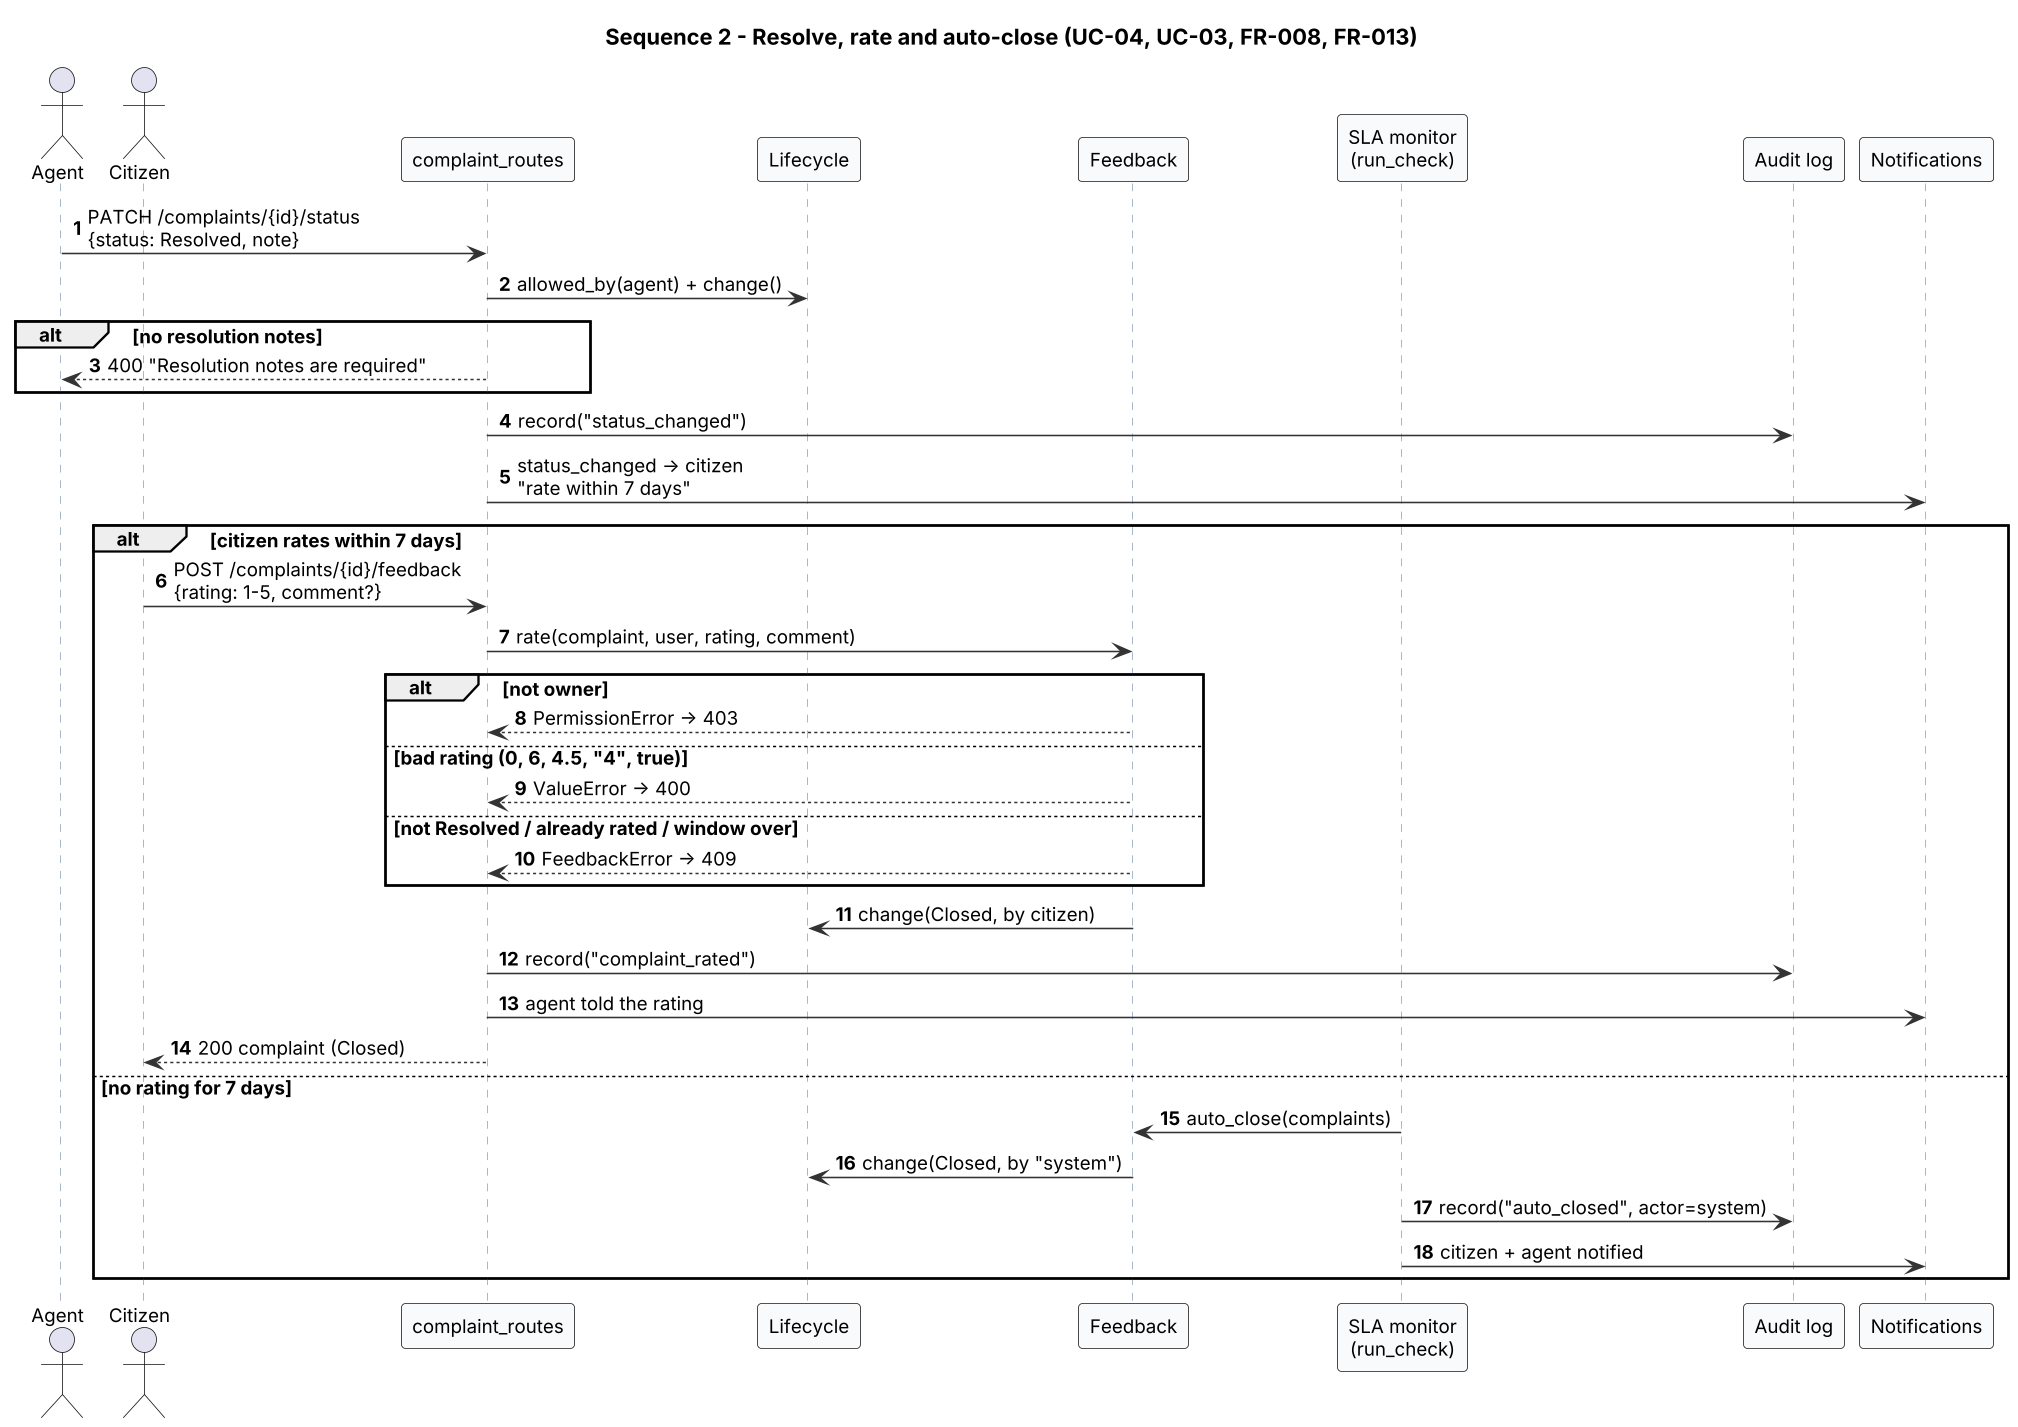 Sequence 2 - Resolve, rate and auto-close (UC-04, UC-03, FR-008, FR-013)
Agent
Citizen
complaint_routes
Lifecycle
Feedback
SLA monitor
(run_check)
Audit log
Notifications
1 PATCH /complaints/{id}/status
{status: Resolved, note}
2 allowed_by(agent) + change()
alt [no resolution notes]
3 400 "Resolution notes are required"
4 record("status_changed")
5 status_changed → citizen
"rate within 7 days"
alt [citizen rates within 7 days]
6 POST /complaints/{id}/feedback
{rating: 1-5, comment?}
7 rate(complaint, user, rating, comment)
alt [not owner]
8 PermissionError → 403
[bad rating (0, 6, 4.5, "4", true)]
9 ValueError → 400
[not Resolved / already rated / window over]
10 FeedbackError → 409
11 change(Closed, by citizen)
12 record("complaint_rated")
13 agent told the rating
14 200 complaint (Closed)
[no rating for 7 days]
15 auto_close(complaints)
16 change(Closed, by "system")
17 record("auto_closed", actor=system)
18 citizen + agent notified
Agent
Citizen
complaint_routes
Lifecycle
Feedback
SLA monitor
(run_check)
Audit log
Notifications